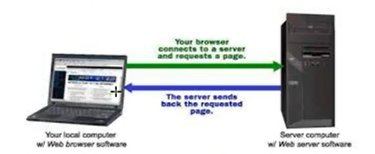 Your browser
connects to a server
and requests a page.
The server sends
back the requested
page.
Your local computer
w/ Web browser software
Server computer
w/ Web server software